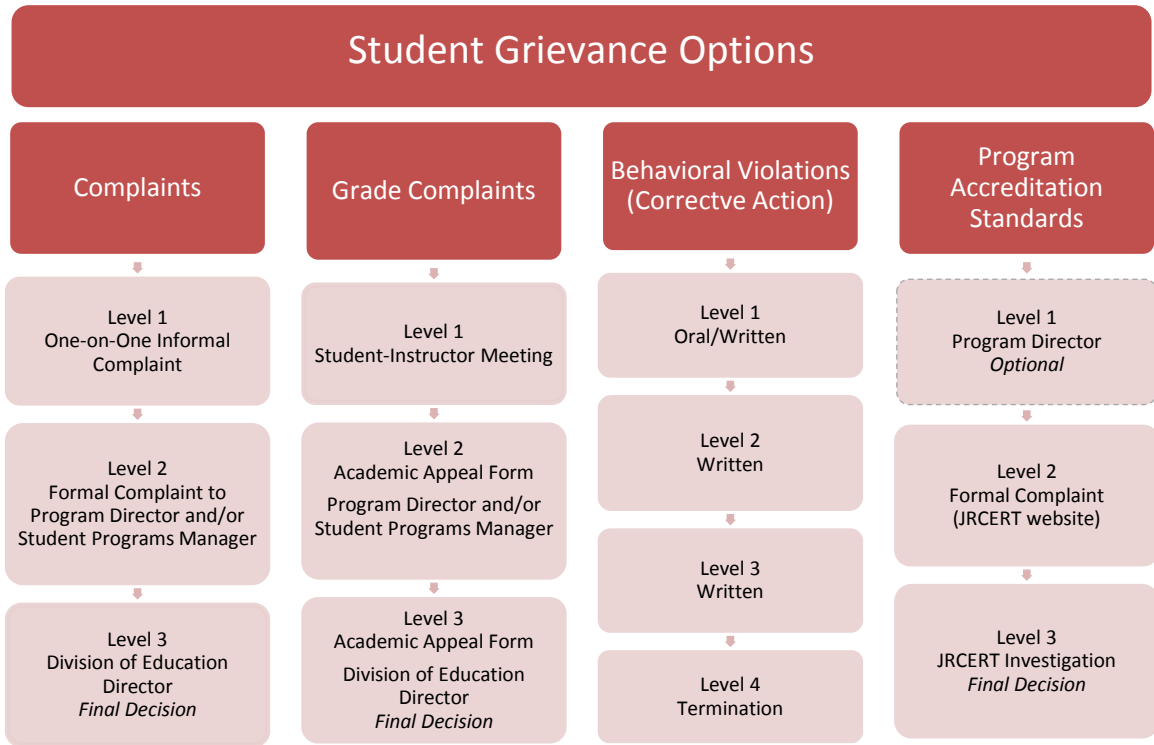 Student Grievance Options
Complaints
Level 1
One-on-One Informal
Complaint
Level 2
Formal Complaint to
Program Director and/or
Student Programs Manager
Level 3
Division of Education
Director
Final Decision
Grade Complaints
Level 1
Student-Instructor Meeting
Level 2
Academic Appeal Form
Program Director and/or
Student Programs Manager
Level 3
Academic Appeal Form
Division of Education
Director
Final Decision
Behavioral Violations
(Correctve Action)
Level 1
Oral/Written
Level 2
Written
Level 3
Written
Level 4
Termination
Program
Accreditation
Standards
Level 1
Program Director
Optional
Level 2
Formal Complaint
(JRCERT website)
Level 3
JRCERT Investigation
Final Decision